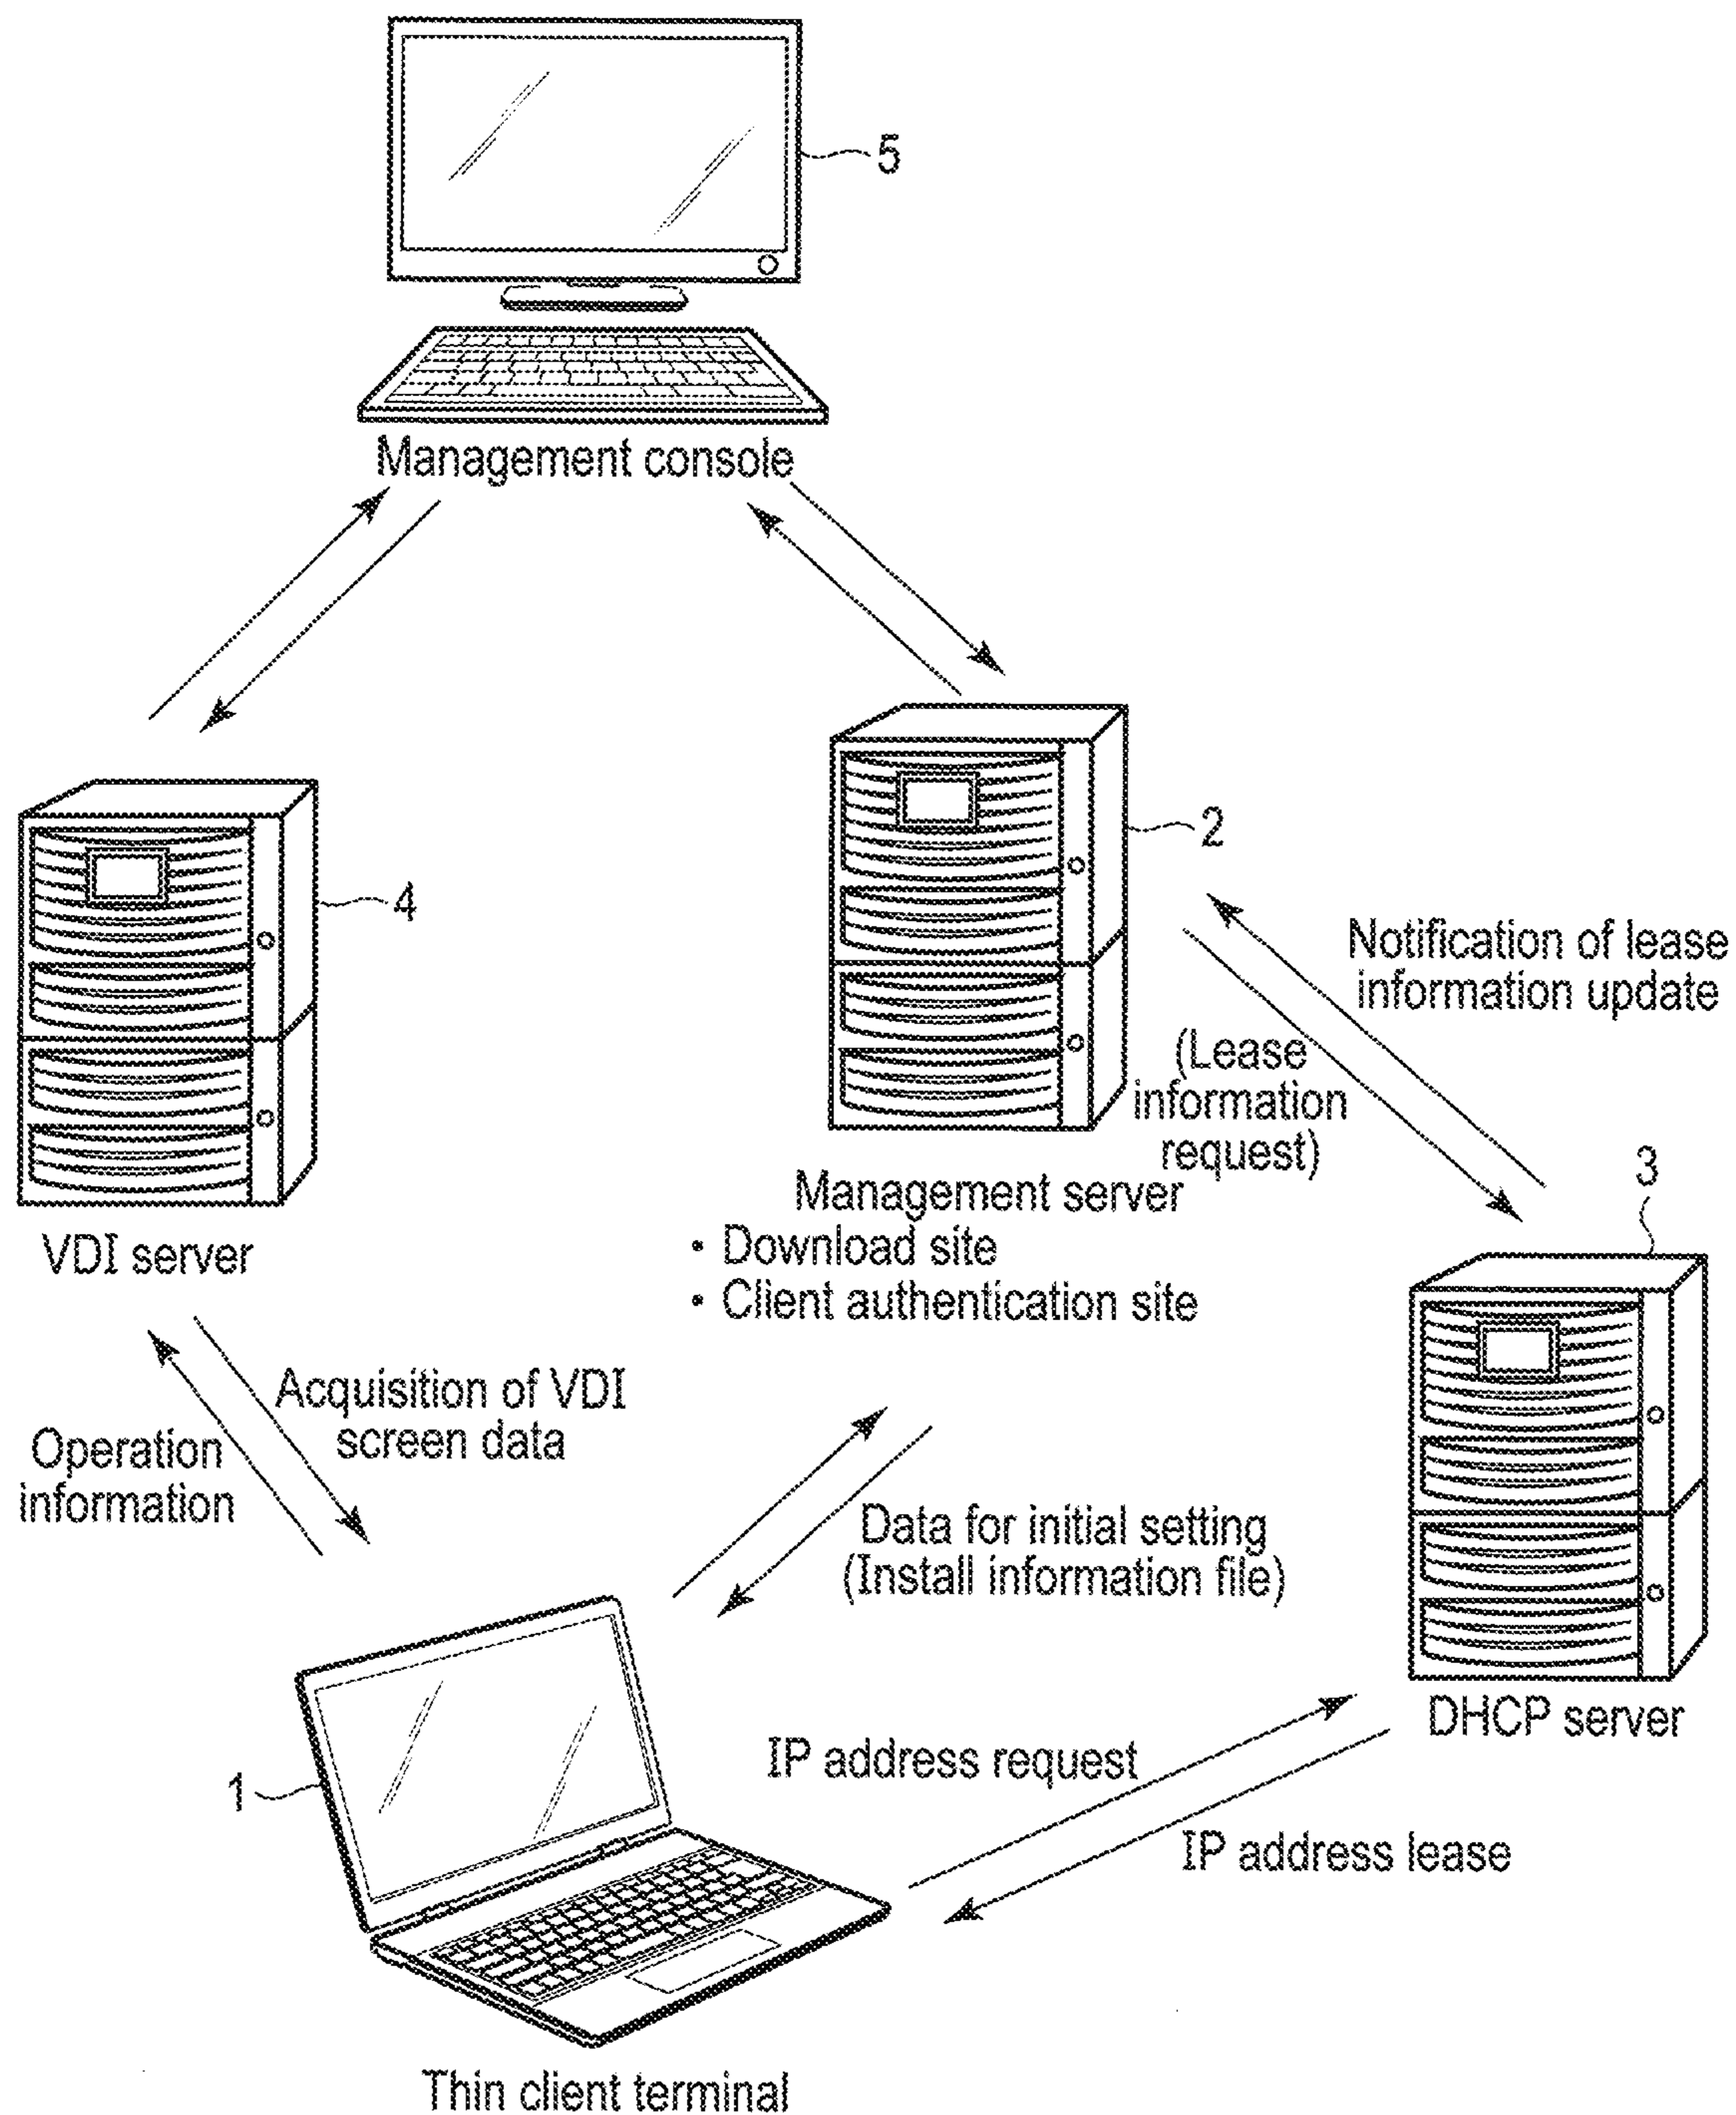 5
Management console
2
4
Notification of lease
information update
(Lease
information
request)
3
Management server
• Download site
• Client authentication site
VDI server
Acquisition of VDI
screen data
Operation
information
Data for initial setting
(Install information file)
DHCP server
IP address request
1
IP address lease
Thin client terminal